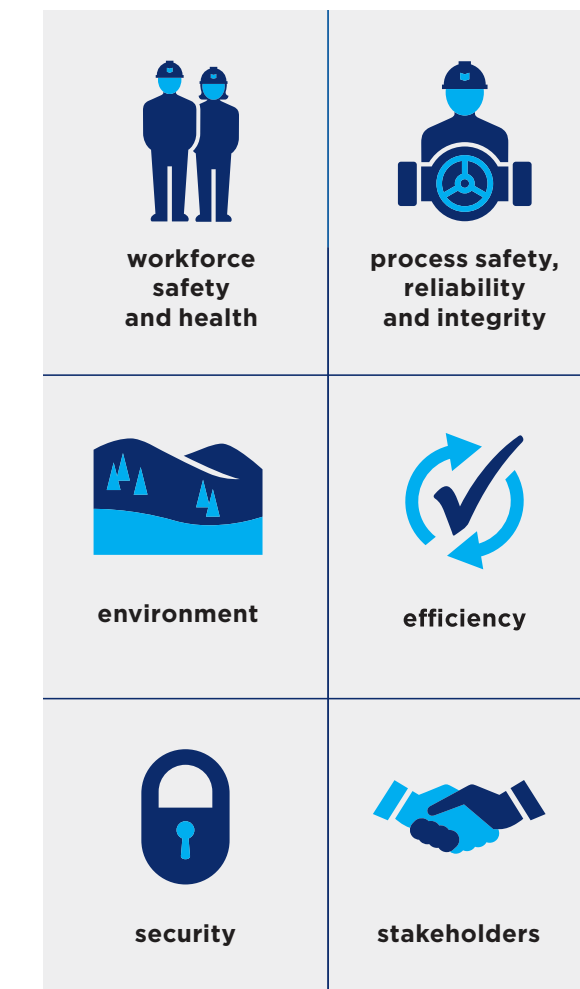 workforce
safety
and health
process safety,
reliability
and integrity
environment
efficiency
security
stakeholders